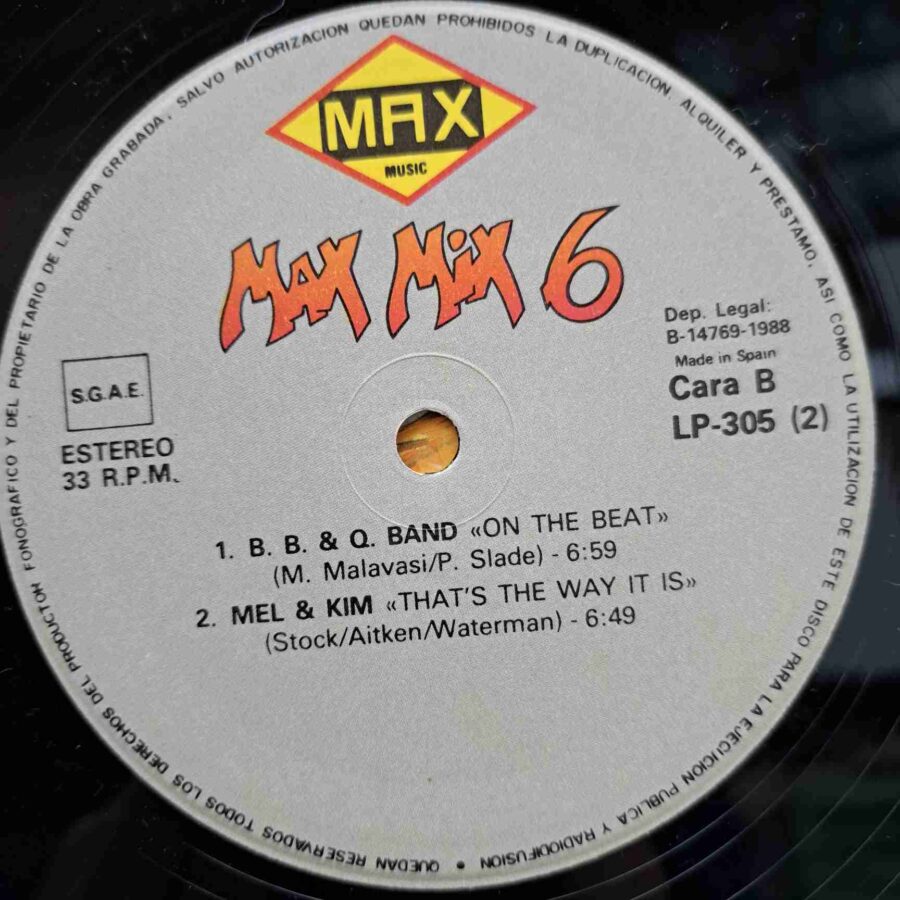 QUEDAN RESERVADOS TODOS LOS DERECHOS DEL PRODUCTOR FONOGRAFICO Y DEL PROPIETARIO DE LA OBRA GRABADA, SALVO AUTORIZACION QUEDAN PROHIBIDOS LA DUPLICACION, ALQUILER Y PRESTAMO, ASI COMO LA UTILIZACION DE ESTE DISCO PARA LA EJECUCION PUBLICA Y RADIODIFUSION •
MAX
MUSIC
MAX MIX 6
Dep. Legal:
B-14769-1988
Made in Spain
Cara B
LP-305 (2)
S.G.A.E.
ESTEREO
33 R.P.M.
1. B. B. & Q. BAND «ON THE BEAT»
(M. Malavasi/P. Slade) - 6:59
2. MEL & KIM «THAT'S THE WAY IT IS»
(Stock/Aitken/Waterman) - 6:49